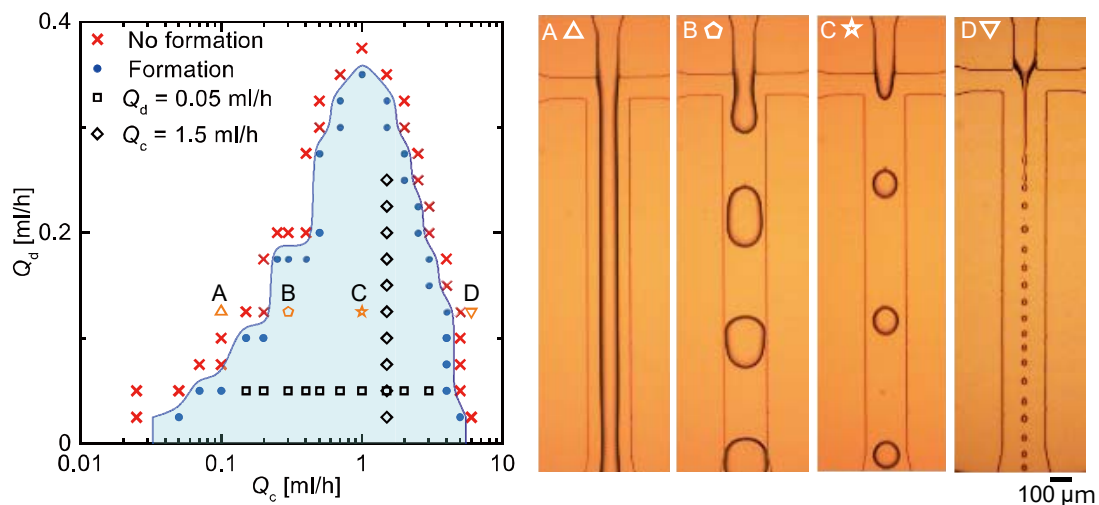 0.4
0.2
0
Q_d [ml/h]
× No formation
• Formation
□ Q_d = 0.05 ml/h
◇ Q_c = 1.5 ml/h
A
B
C
D
0.01
0.1
1
10
Q_c [ml/h]
A △
B ⬠
C ☆
D ▽
100 µm